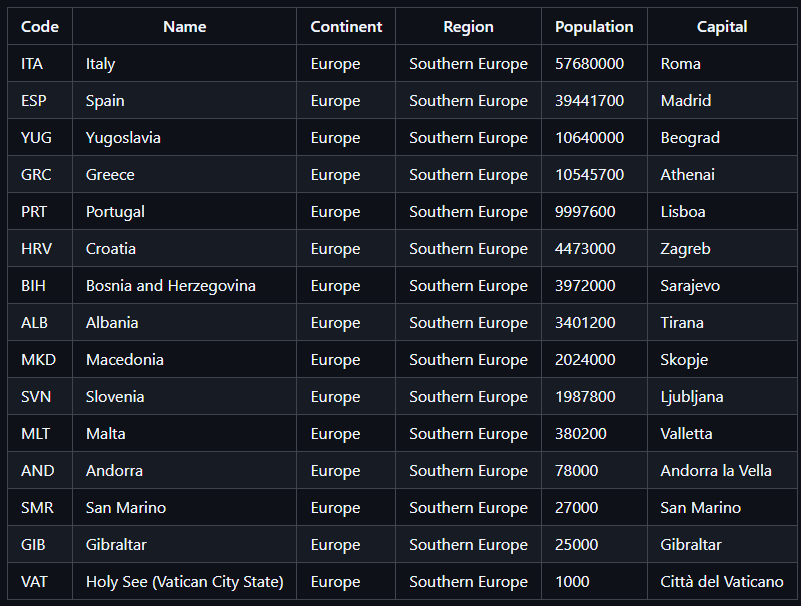 Code Name Continent Region Population Capital
ITA Italy Europe Southern Europe 57680000 Roma
ESP Spain Europe Southern Europe 39441700 Madrid
YUG Yugoslavia Europe Southern Europe 10640000 Beograd
GRC Greece Europe Southern Europe 10545700 Athenai
PRT Portugal Europe Southern Europe 9997600 Lisboa
HRV Croatia Europe Southern Europe 4473000 Zagreb
BIH Bosnia and Herzegovina Europe Southern Europe 3972000 Sarajevo
ALB Albania Europe Southern Europe 3401200 Tirana
MKD Macedonia Europe Southern Europe 2024000 Skopje
SVN Slovenia Europe Southern Europe 1987800 Ljubljana
MLT Malta Europe Southern Europe 380200 Valletta
AND Andorra Europe Southern Europe 78000 Andorra la Vella
SMR San Marino Europe Southern Europe 27000 San Marino
GIB Gibraltar Europe Southern Europe 25000 Gibraltar
VAT Holy See (Vatican City State) Europe Southern Europe 1000 Città del Vaticano